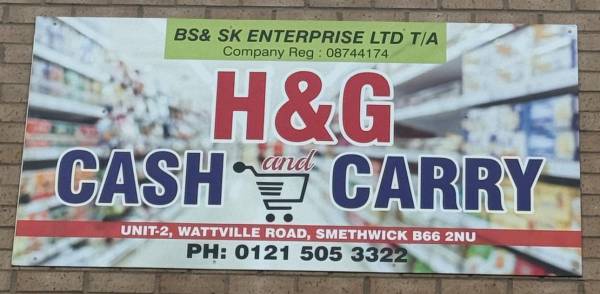 BS& SK ENTERPRISE LTD T/A
Company Reg : 08744174
H&G
CASH and CARRY
UNIT-2, WATTVILLE ROAD, SMETHWICK B66 2NU
PH: 0121 505 3322